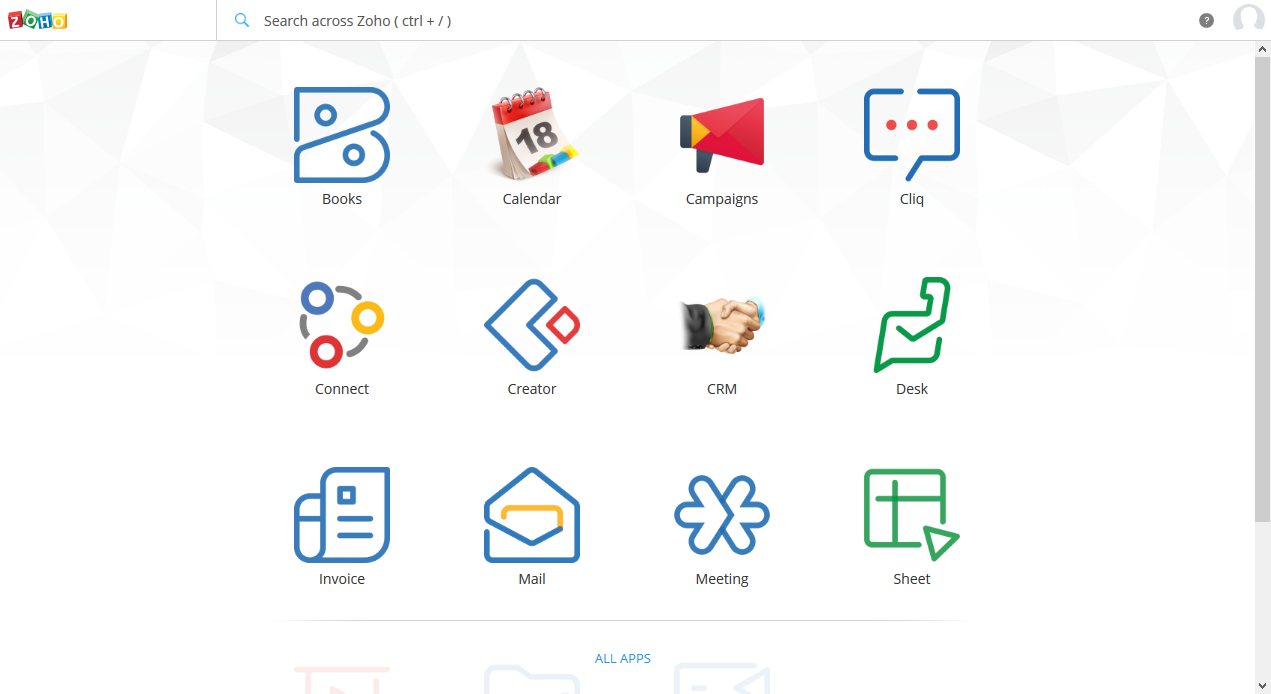 ZOHO
Search across Zoho ( ctrl + / )
?
18
Books
Calendar
Campaigns
Cliq
Connect
Creator
CRM
Desk
Invoice
Mail
Meeting
Sheet
ALL APPS